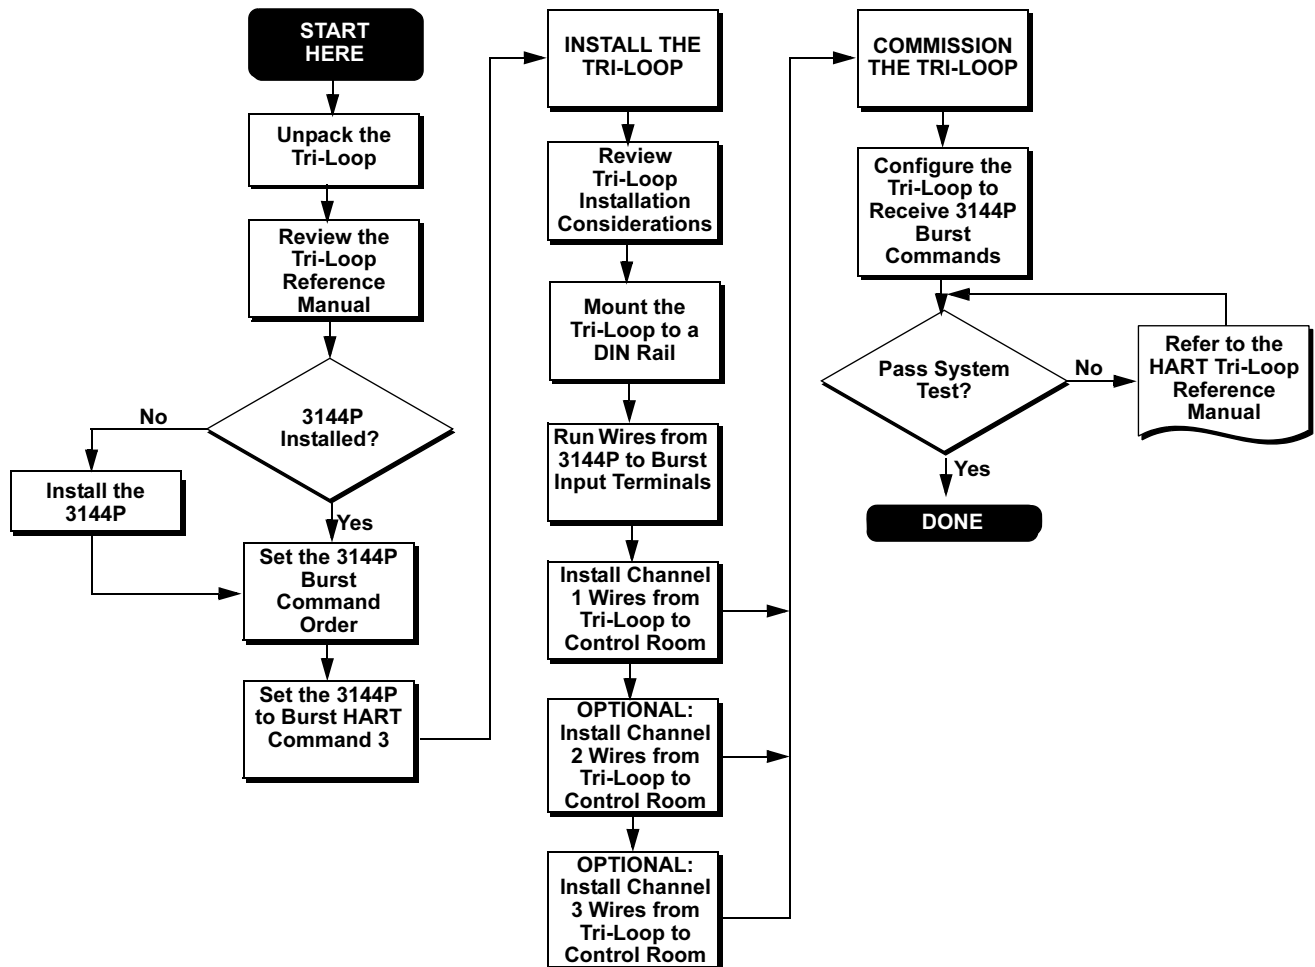 START
HERE
Unpack the
Tri-Loop
Review the
Tri-Loop
Reference
Manual
3144P
Installed?
No
Install the
3144P
Yes
Set the 3144P
Burst
Command
Order
Set the 3144P
to Burst HART
Command 3
INSTALL THE
TRI-LOOP
Review
Tri-Loop
Installation
Considerations
Mount the
Tri-Loop to a
DIN Rail
Run Wires from
3144P to Burst
Input Terminals
Install Channel
1 Wires from
Tri-Loop to
Control Room
OPTIONAL:
Install Channel
2 Wires from
Tri-Loop to
Control Room
OPTIONAL:
Install Channel
3 Wires from
Tri-Loop to
Control Room
COMMISSION
THE TRI-LOOP
Configure the
Tri-Loop to
Receive 3144P
Burst
Commands
Pass System
Test?
No
Refer to the
HART Tri-Loop
Reference
Manual
Yes
DONE